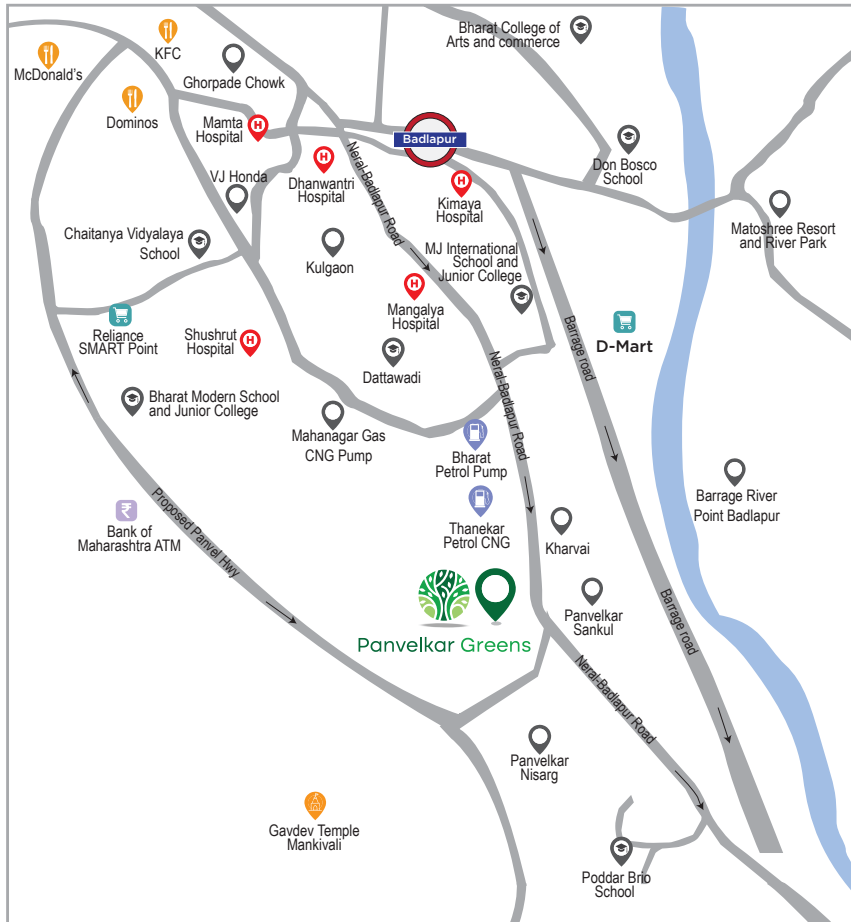 Bharat College of
Arts and commerce
KFC
McDonald's
Ghorpade Chowk
Dominos
Mamta
Hospital
Badlapur
Don Bosco
School
VJ Honda
Dhanwantri
Hospital
Neral-Badlapur Road
Kimaya
Hospital
Matoshree Resort
and River Park
Chaitanya Vidyalaya
School
Kulgaon
MJ International
School and
Junior College
Mangalya
Hospital
Reliance
SMART Point
Shushrut
Hospital
D-Mart
Barrage road
Dattawadi
Neral-Badlapur Road
Bharat Modern School
and Junior College
Mahanagar Gas
CNG Pump
Bharat
Petrol Pump
Barrage River
Point Badlapur
Bank of
Maharashtra ATM
Proposed Panvel Hwy
Thanekar
Petrol CNG
Kharvai
Panvelkar
Sankul
Barrage road
Panvelkar Greens
Neral-Badlapur Road
Panvelkar
Nisarg
Gavdev Temple
Mankivali
Poddar Brio
School